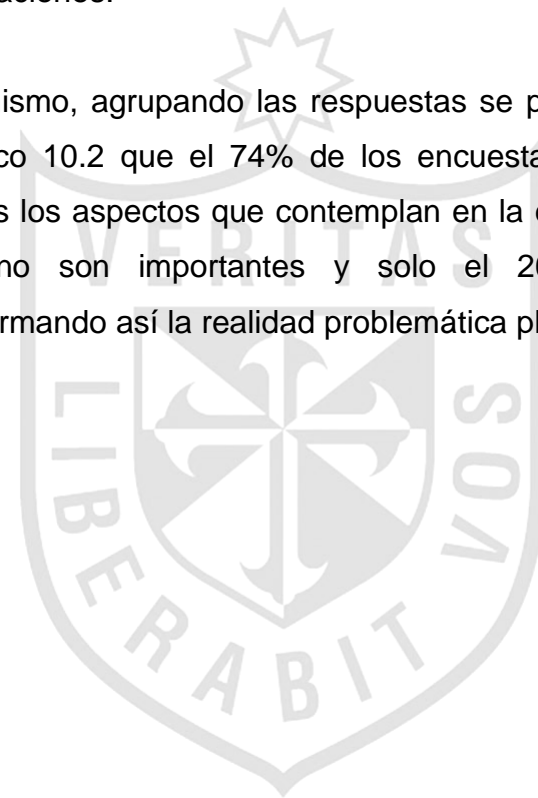 aciones.
ismo, agrupando las respuestas se p
co 10.2 que el 74% de los encuesta
s los aspectos que contemplan en la
no son importantes y solo el 2
rmando así la realidad problemática p
VERITAS
LIBERABIT
VOS